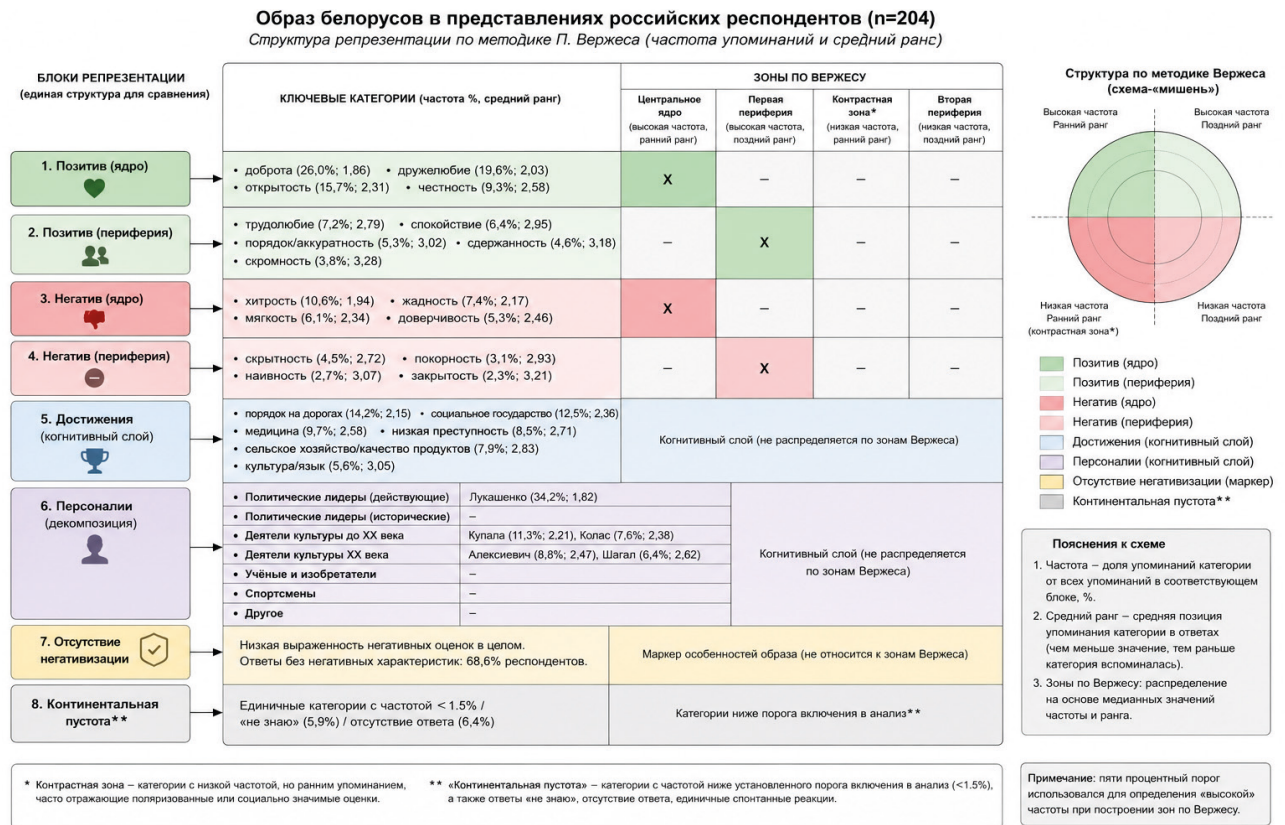 Образ белорусов в представлениях российских респондентов (n=204)
Структура репрезентации по методике П. Вержеса (частота упоминаний и средний ранг)
БЛОКИ РЕПРЕЗЕНТАЦИИ
(единая структура для сравнения)
КЛЮЧЕВЫЕ КАТЕГОРИИ (частота %, средний ранг)
ЗОНЫ ПО ВЕРЖЕСУ
Центральное
ядро
(высокая частота,
ранний ранг)
Первая
периферия
(высокая частота,
поздний ранг)
Контрастная
зона*
(низкая частота,
ранний ранг)
Вторая
периферия
(низкая частота,
поздний ранг)
1. Позитив (ядро)
• доброта (26,0%; 1,86) • дружелюбие (19,6%; 2,03)
• открытость (15,7%; 2,31) • честность (9,3%; 2,58)
X – – –
2. Позитив (периферия)
• трудолюбие (7,2%; 2,79) • спокойствие (6,4%; 2,95)
• порядок/аккуратность (5,3%; 3,02) • сдержанность (4,6%; 3,18)
• скромность (3,8%; 3,28)
– X – –
3. Негатив (ядро)
• хитрость (10,6%; 1,94) • жадность (7,4%; 2,17)
• мягкость (6,1%; 2,34) • доверчивость (5,3%; 2,46)
X – – –
4. Негатив (периферия)
• скрытность (4,5%; 2,72) • покорность (3,1%; 2,93)
• наивность (2,7%; 3,07) • закрытость (2,3%; 3,21)
– X – –
5. Достижения
(когнитивный слой)
• порядок на дорогах (14,2%; 2,15) • социальное государство (12,5%; 2,36)
• медицина (9,7%; 2,58) • низкая преступность (8,5%; 2,71)
• сельское хозяйство/качество продуктов (7,9%; 2,83)
• культура/язык (5,6%; 3,05)
Когнитивный слой (не распределяется по зонам Вержеса)
6. Персоналии
(декомпозиция)
• Политические лидеры (действующие) Лукашенко (34,2%; 1,82)
• Политические лидеры (исторические) –
• Деятели культуры до XX века Купала (11,3%; 2.21), Колас (7,6%; 2,38)
• Деятели культуры XX века Алексиевич (8,8%; 2,47), Шагал (6,4%; 2,62)
• Учёные и изобретатели –
• Спортсмены –
• Другое –
Когнитивный слой (не распределяется
по зонам Вержеса)
7. Отсутствие
негативизации
Низкая выраженность негативных оценок в целом.
Ответы без негативных характеристик: 68,6% респондентов.
Маркер особенностей образа (не относится к зонам Вержеса)
8. Континентальная
пустота**
Единичные категории с частотой < 1.5% /
«не знаю» (5,9%) / отсутствие ответа (6,4%)
Категории ниже порога включения в анализ**
Структура по методике Вержеса
(схема-«мишень»)
Высокая частота
Ранний ранг
Высокая частота
Поздний ранг
Низкая частота
Ранний ранг
(контрастная зона*)
Низкая частота
Поздний ранг
Позитив (ядро)
Позитив (периферия)
Негатив (ядро)
Негатив (периферия)
Достижения (когнитивный слой)
Персоналии (когнитивный слой)
Отсутствие негативизации (маркер)
Континентальная пустота**
Пояснения к схеме
1. Частота – доля упоминаний категории
от всех упоминаний в соответствующем
блоке, %.
2. Средний ранг – средняя позиция
упоминания категории в ответах
(чем меньше значение, тем раньше
категория вспоминалась).
3. Зоны по Вержесу: распределение
на основе медианных значений
частоты и ранга.
* Контрастная зона – категории с низкой частотой, но ранним упоминанием,
часто отражающие поляризованные или социально значимые оценки.
** «Континентальная пустота» – категории с частотой ниже установленного порога включения в анализ (<1.5%),
а также ответы «не знаю», отсутствие ответа, единичные спонтанные реакции.
Примечание: пяти процентный порог
использовался для определения «высокой»
частоты при построении зон по Вержесу.